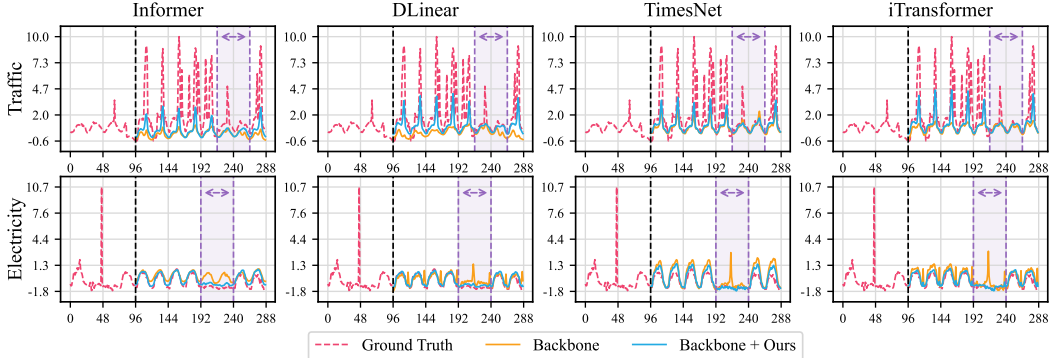 Informer DLinear TimesNet iTransformer
Traffic
10.0 7.3 4.7 2.0 -0.6
0 48 96 144 192 240 288
10.0 7.3 4.7 2.0 -0.6
0 48 96 144 192 240 288
10.0 7.3 4.7 2.0 -0.6
0 48 96 144 192 240 288
10.0 7.3 4.7 2.0 -0.6
0 48 96 144 192 240 288
Electricity
10.7 7.6 4.4 1.3 -1.8
0 48 96 144 192 240 288
10.7 7.6 4.4 1.3 -1.8
0 48 96 144 192 240 288
10.7 7.6 4.4 1.3 -1.8
0 48 96 144 192 240 288
10.7 7.6 4.4 1.3 -1.8
0 48 96 144 192 240 288
Ground Truth Backbone Backbone + Ours